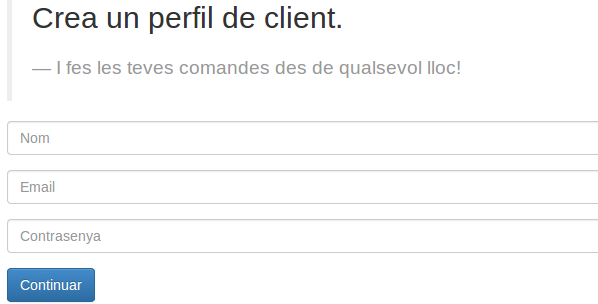 Crea un perfil de client.
— I fes les teves comandes des de qualsevol lloc!
Nom
Email
Contrasenya
Continuar